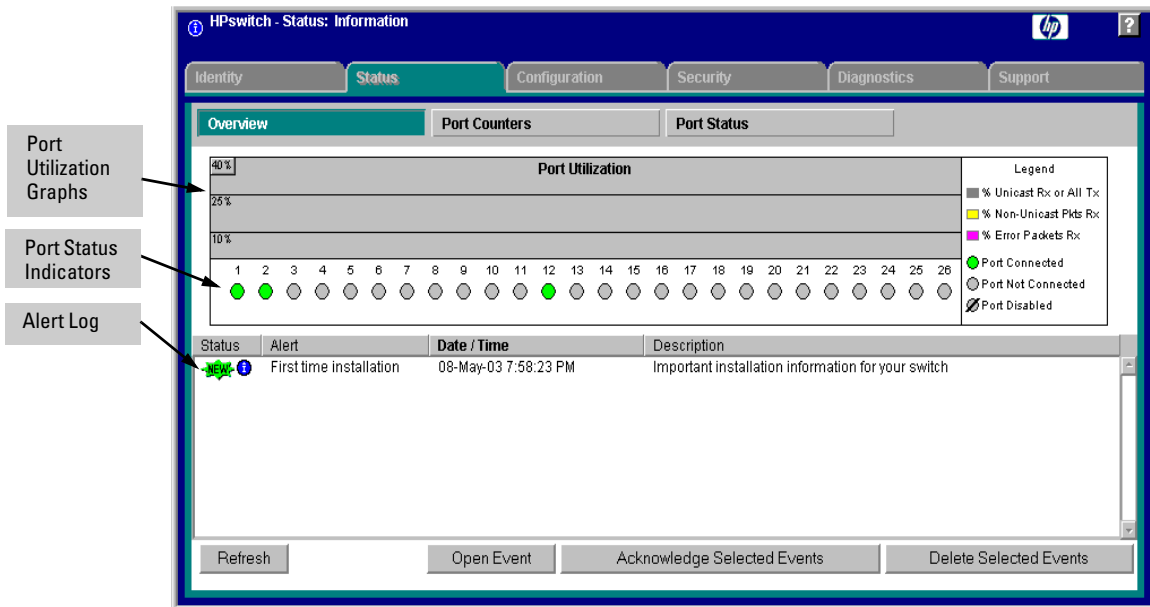 HPswitch - Status: Information
hp
?
Identity
Status
Configuration
Security
Diagnostics
Support
Overview
Port Counters
Port Status
Port
Utilization
Graphs
Port Status
Indicators
Alert Log
40 %
Port Utilization
25 %
10 %
1 2 3 4 5 6 7 8 9 10 11 12 13 14 15 16 17 18 19 20 21 22 23 24 25 26
Legend
% Unicast Rx or All Tx
% Non-Unicast Pkts Rx
% Error Packets Rx
Port Connected
Port Not Connected
Port Disabled
Status Alert Date / Time Description
NEW i First time installation 08-May-03 7:58:23 PM Important installation information for your switch
Refresh
Open Event
Acknowledge Selected Events
Delete Selected Events